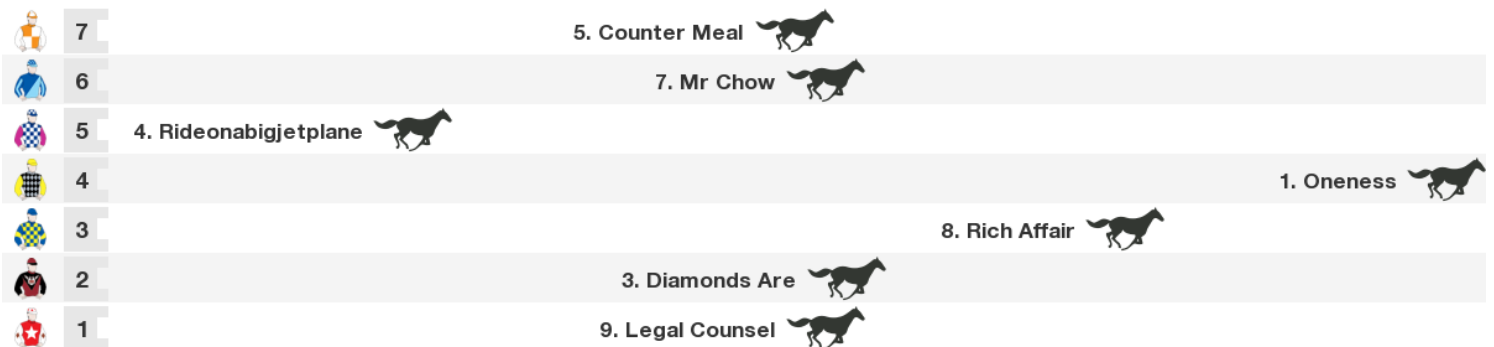 7 5. Counter Meal
6 7. Mr Chow
5 4. Rideonabigjetplane
4 1. Oneness
3 8. Rich Affair
2 3. Diamonds Are
1 9. Legal Counsel